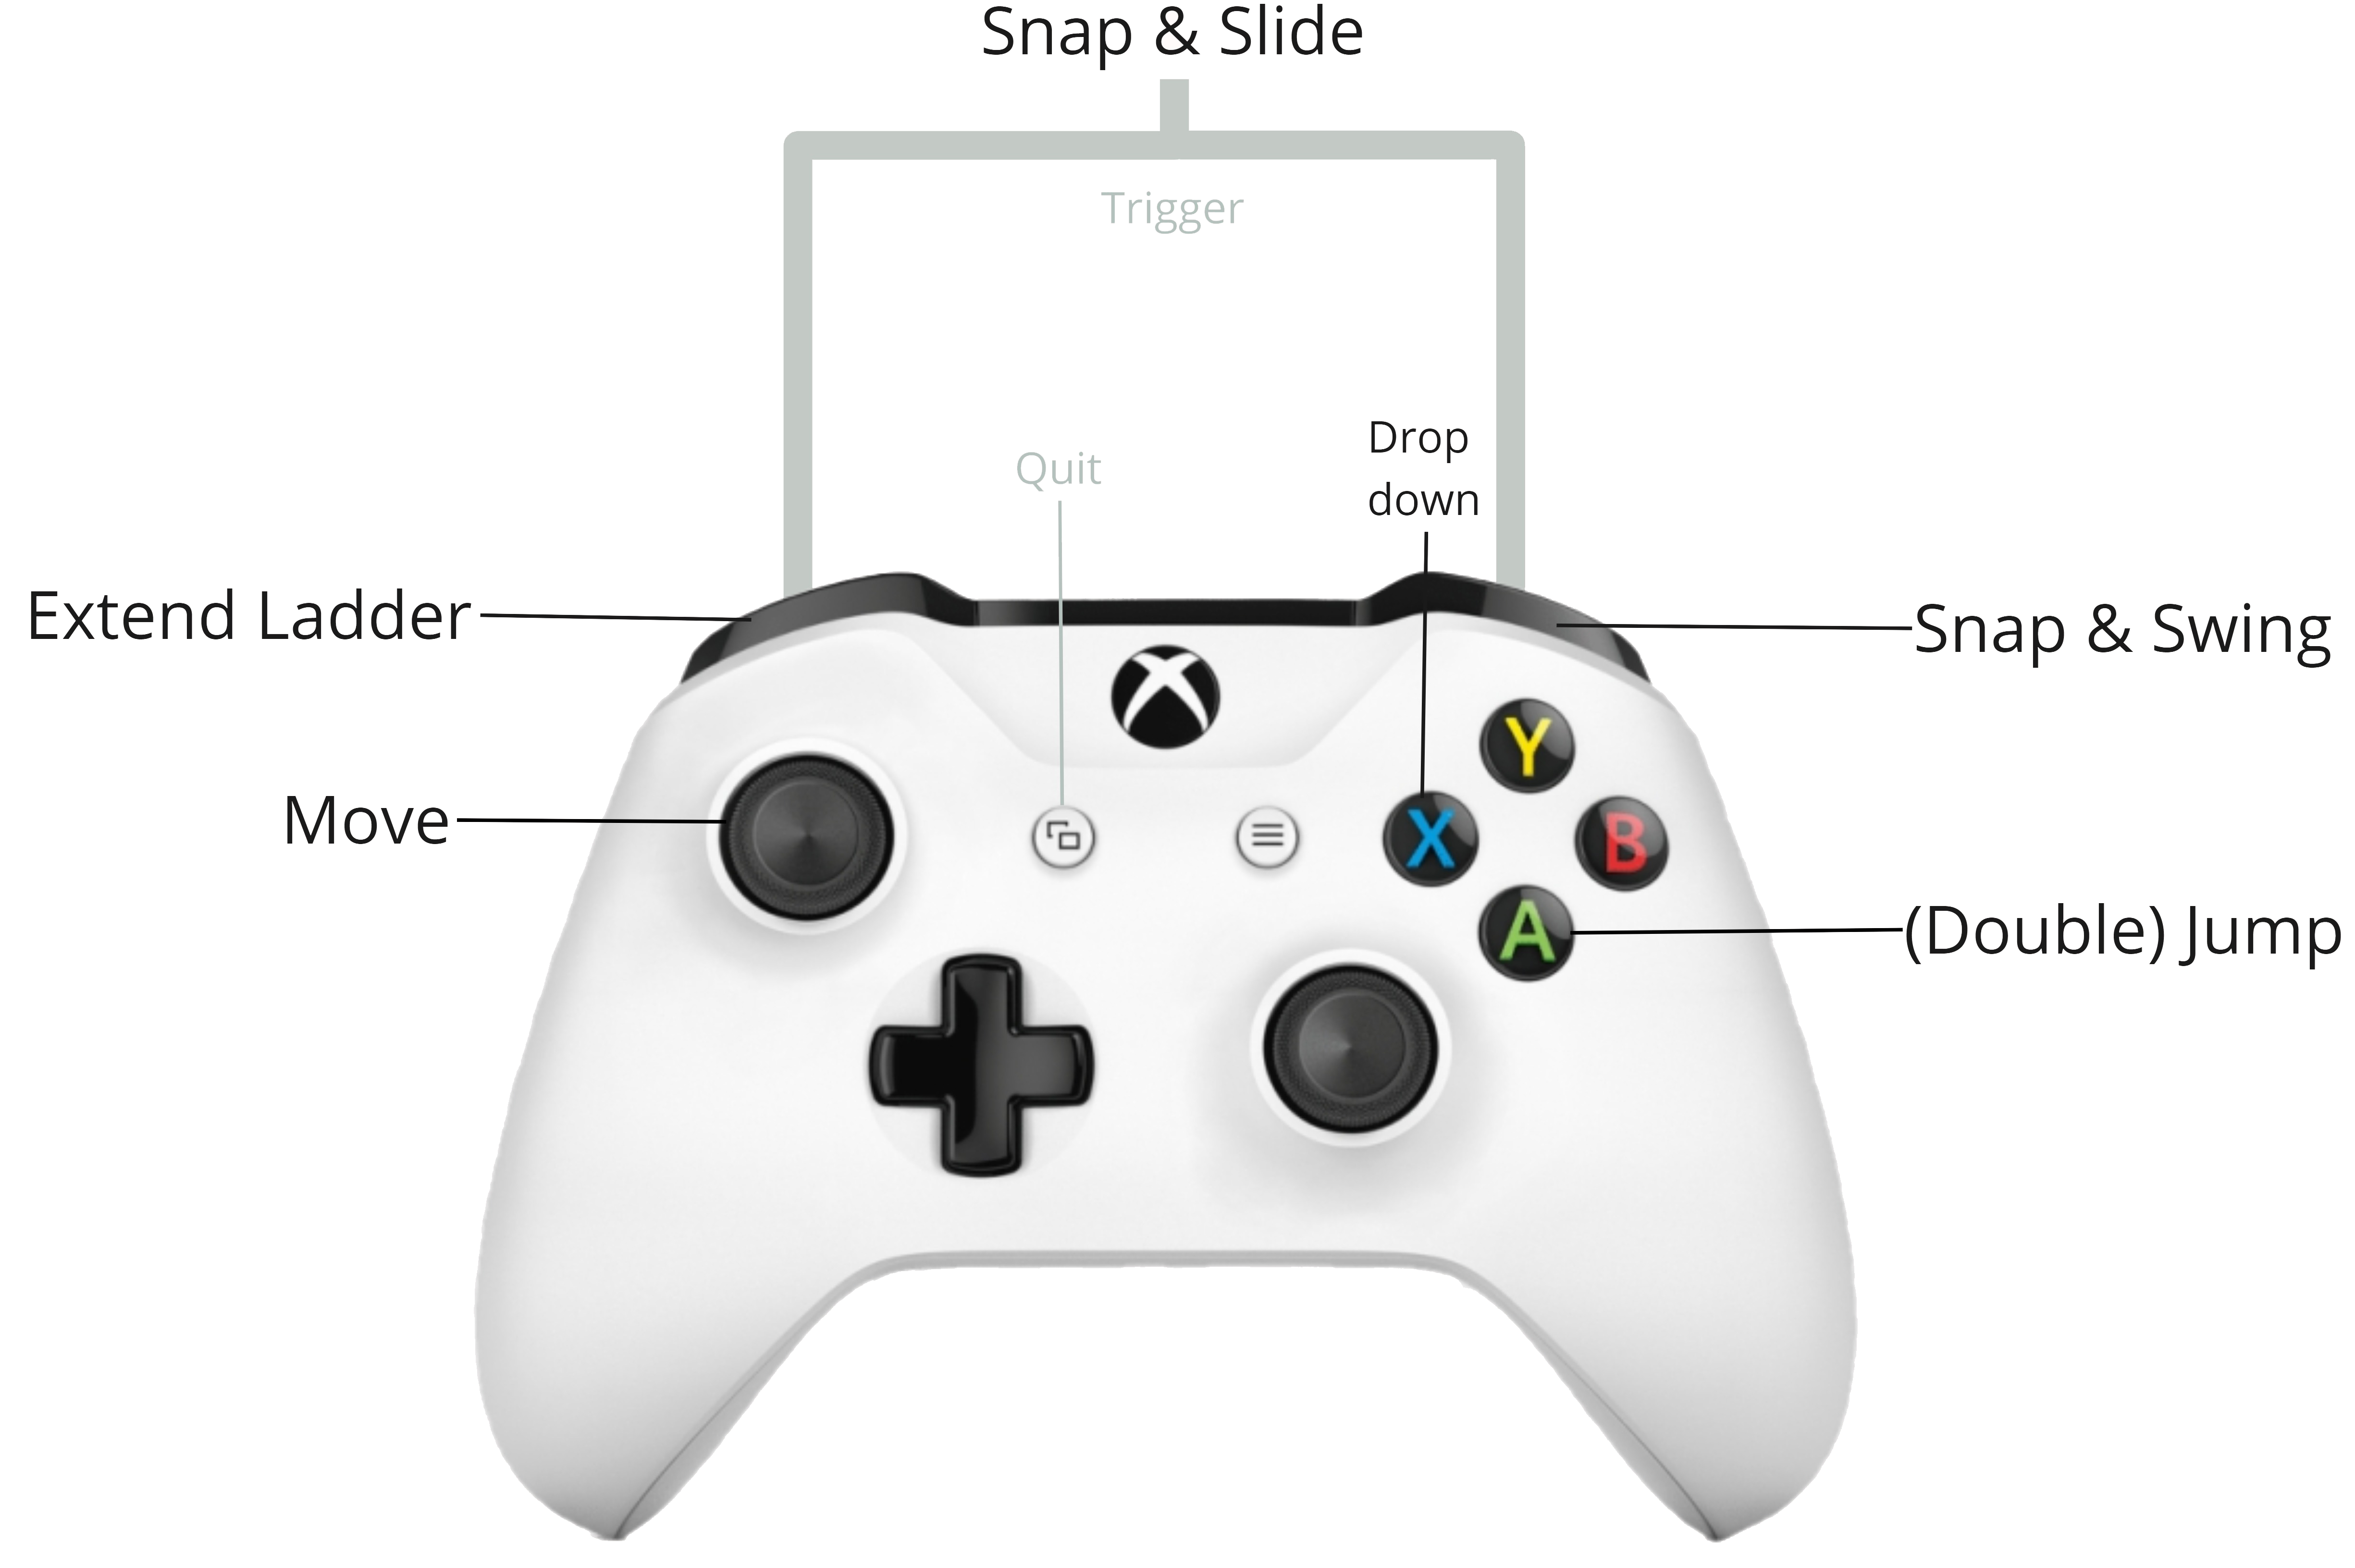 Snap & Slide
Trigger
Quit
Drop
down
Extend Ladder
Snap & Swing
Move
Y
X
B
A
(Double) Jump